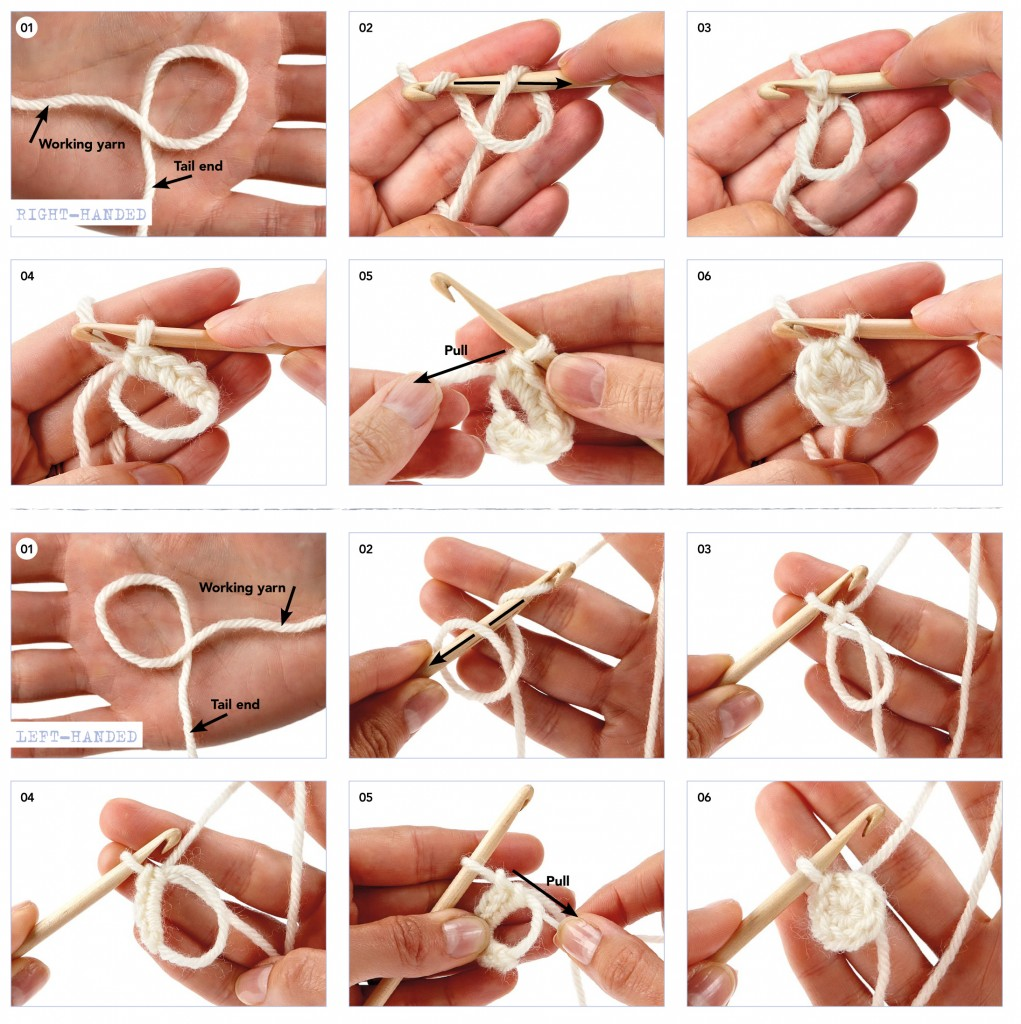 01
Working yarn
Tail end
RIGHT-HANDED
02
03
04
05
Pull
06
01
Working yarn
Tail end
LEFT-HANDED
02
03
04
05
Pull
06